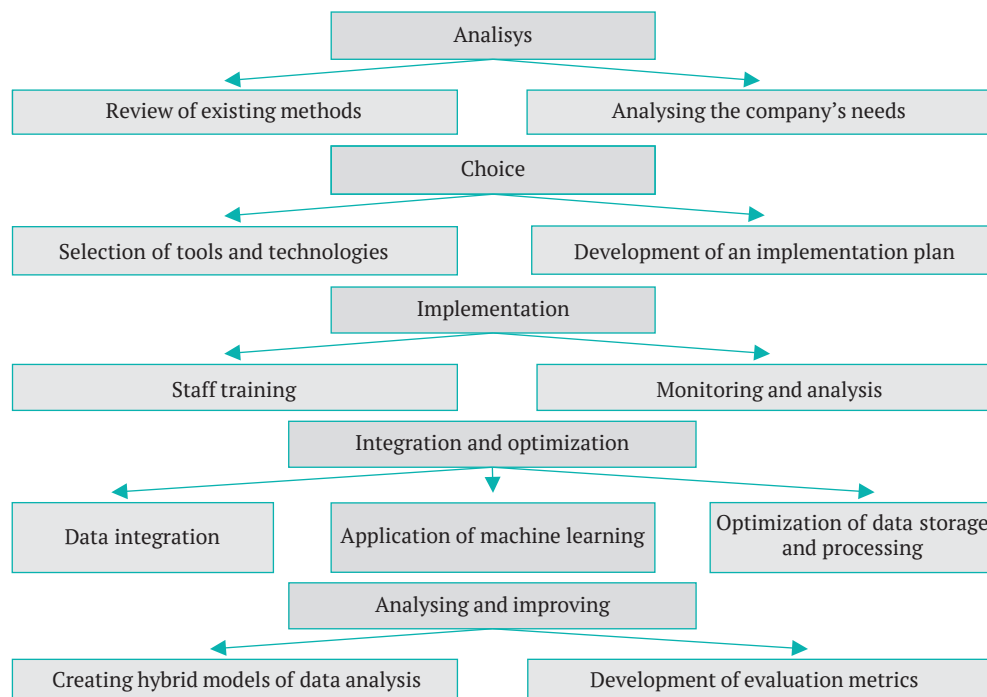 Analisys
Review of existing methods
Analysing the company’s needs
Choice
Selection of tools and technologies
Development of an implementation plan
Implementation
Staff training
Monitoring and analysis
Integration and optimization
Data integration
Application of machine learning
Optimization of data storage
and processing
Analysing and improving
Creating hybrid models of data analysis
Development of evaluation metrics